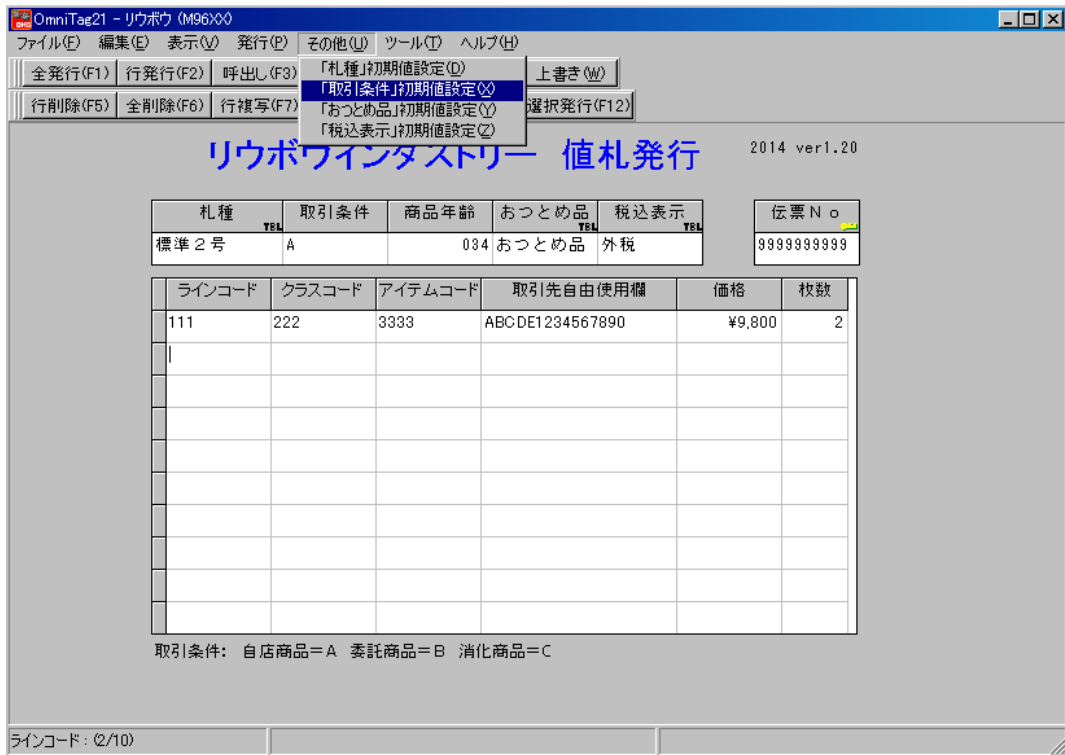 OmniTag21 - リウボウ (M96XX)
ファイル(F) 編集(E) 表示(V) 発行(P) その他(U) ツール(T) ヘルプ(H)
全発行(F1) 行発行(F2) 呼出し(F3) 上書き(W)
行削除(F5) 全削除(F6) 行複写(F7) 選択発行(F12)
「札種」初期値設定(D)
「取引条件」初期値設定(X)
「おつとめ品」初期値設定(Y)
「税込表示」初期値設定(Z)
リウボウインダストリー 値札発行 2014 ver1.20
札種 TBL 取引条件 商品年齢 おつとめ品 TBL 税込表示 TBL 伝票No
標準2号 A 034 おつとめ品 外税 9999999999
ラインコード クラスコード アイテムコード 取引先自由使用欄 価格 枚数
111 222 3333 ABCDE1234567890 ¥9,800 2
取引条件: 自店商品=A 委託商品=B 消化商品=C
ラインコード : (2/10)